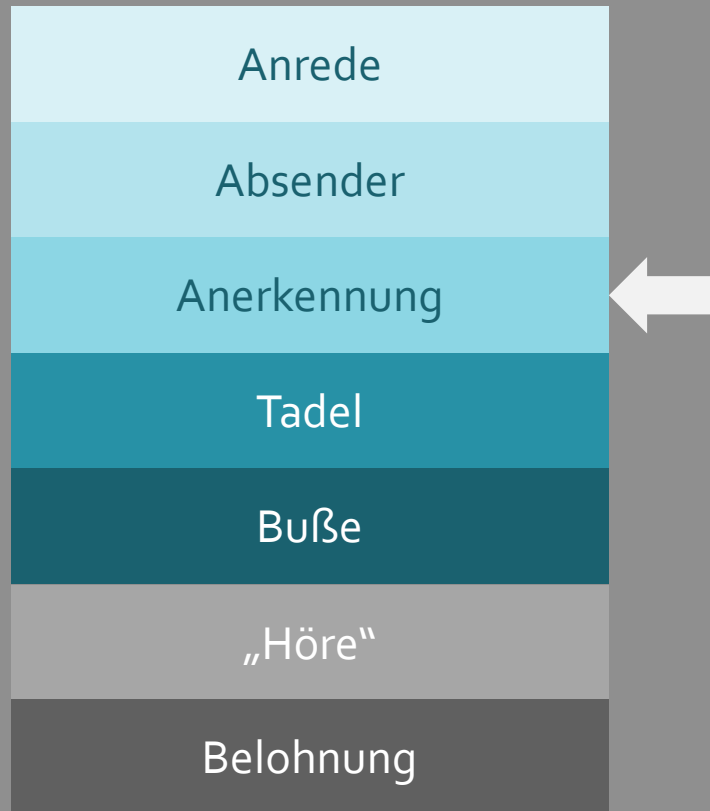 Anrede
Absender
Anerkennung
Tadel
Buße
„Höre“
Belohnung